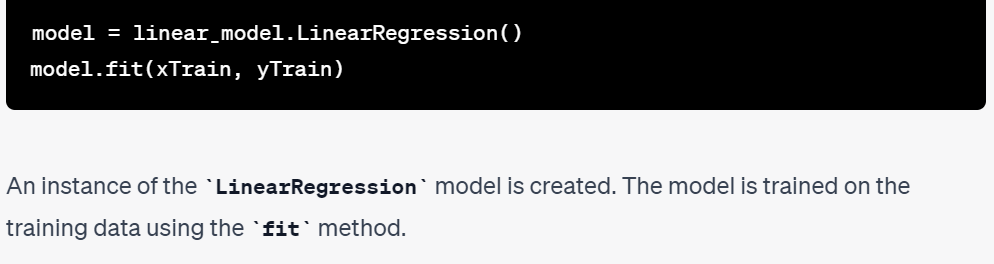 model = linear_model.LinearRegression()
model.fit(xTrain, yTrain)
An instance of the `LinearRegression` model is created. The model is trained on the
training data using the `fit` method.